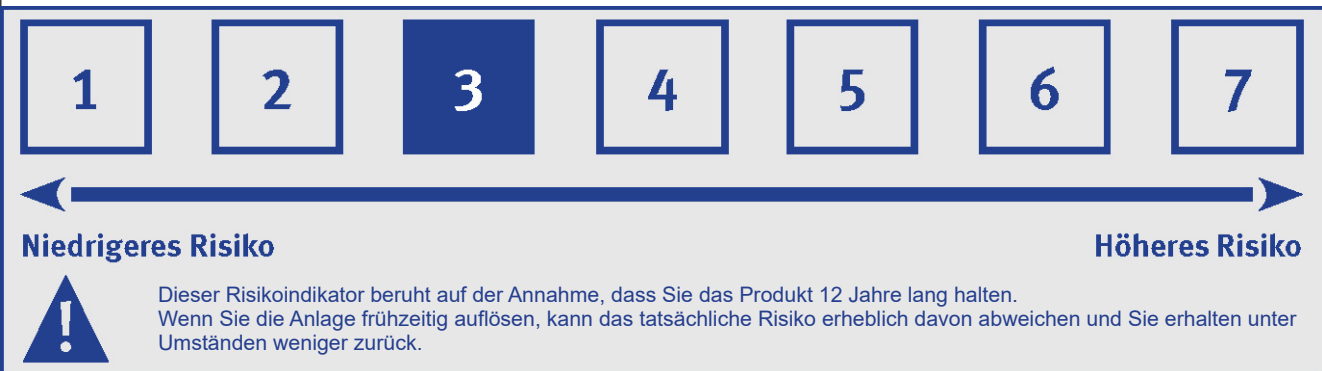 1 2 3 4 5 6 7
Niedrigeres Risiko Höheres Risiko
!
Dieser Risikoindikator beruht auf der Annahme, dass Sie das Produkt 12 Jahre lang halten.
Wenn Sie die Anlage frühzeitig auflösen, kann das tatsächliche Risiko erheblich davon abweichen und Sie erhalten unter
Umständen weniger zurück.